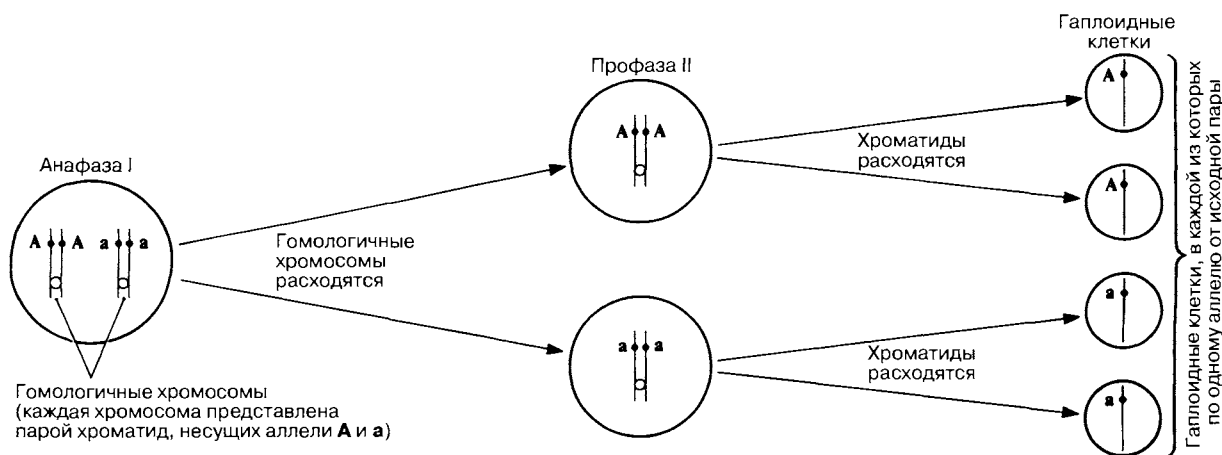 Гаплоидные
клетки
Профаза II
А
Анафаза I
А А
Хроматиды
расходятся
А
А А а а
Гомологичные
хромосомы
расходятся
а
а а
Хроматиды
расходятся
а
Гомологичные хромосомы
(каждая хромосома представлена
парой хроматид, несущих аллели А и а)
Гаплоидные клетки, в каждой из которых
по одному аллелю от исходной пары